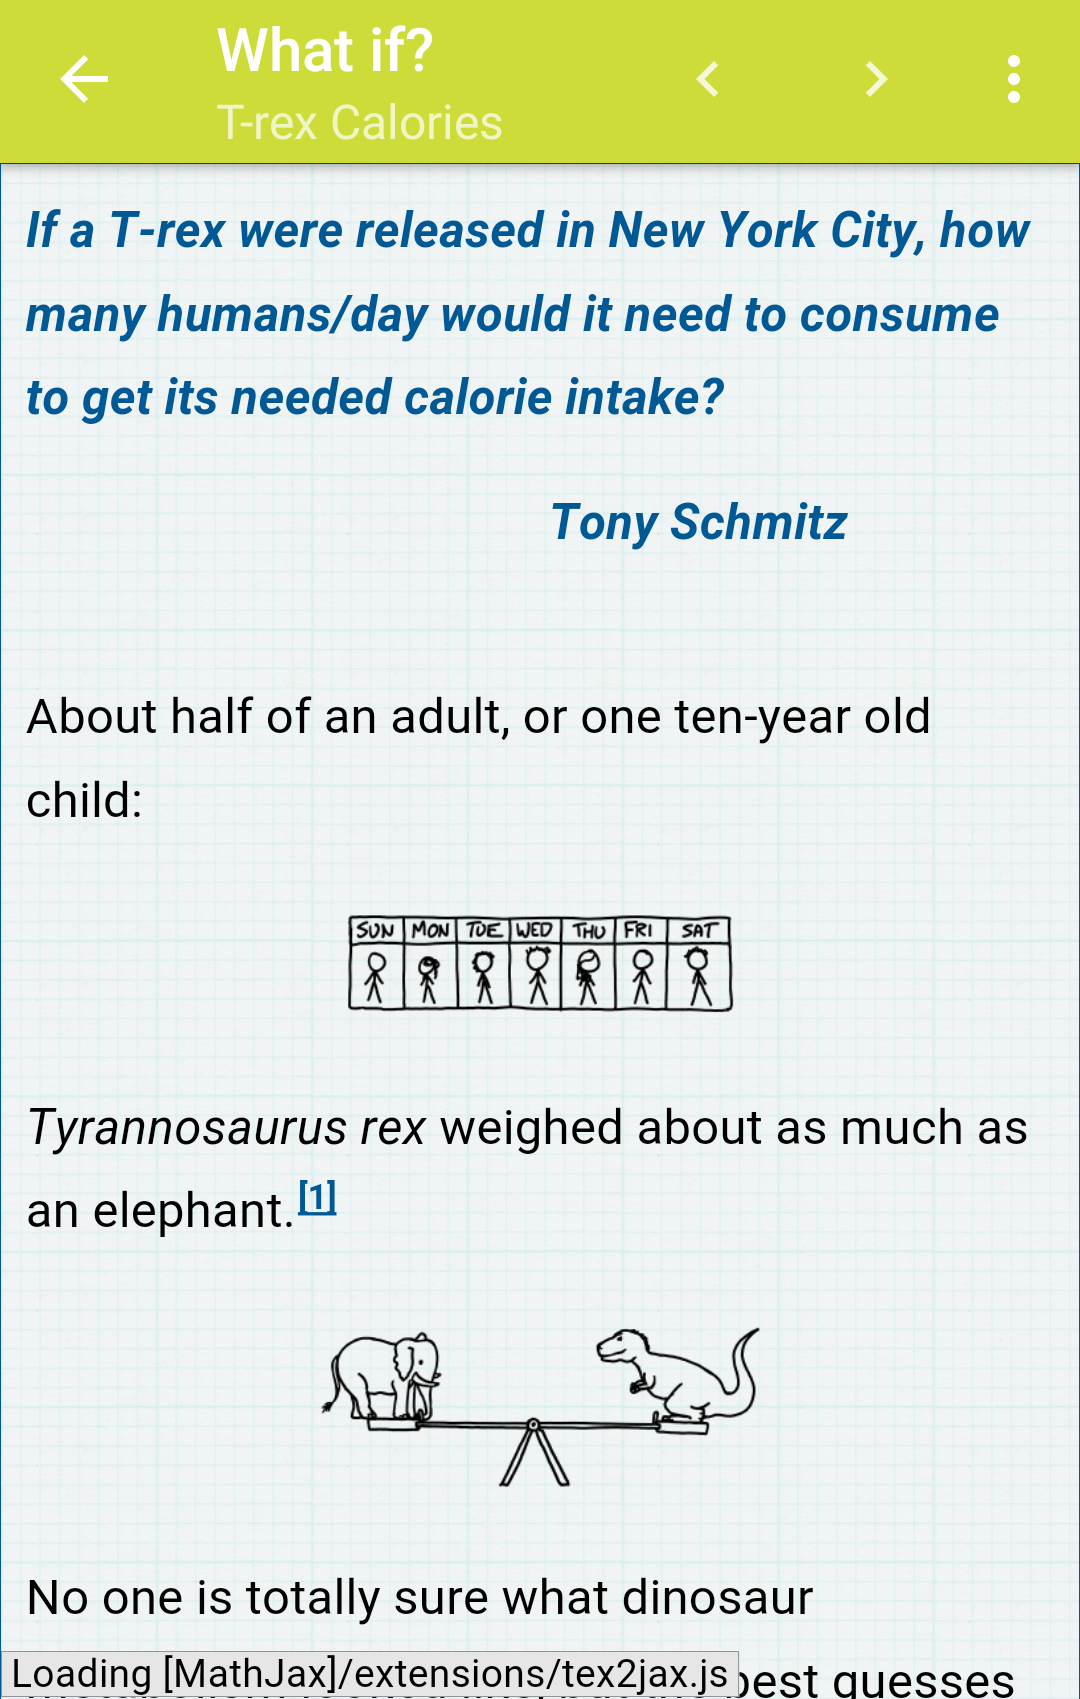 What if?
T-rex Calories
If a T-rex were released in New York City, how
many humans/day would it need to consume
to get its needed calorie intake?
Tony Schmitz
About half of an adult, or one ten-year old
child:
SUN MON TUE WED THU FRI SAT
Tyrannosaurus rex weighed about as much as
an elephant.[1]
No one is totally sure what dinosaur
best guesses
Loading [MathJax]/extensions/tex2jax.js